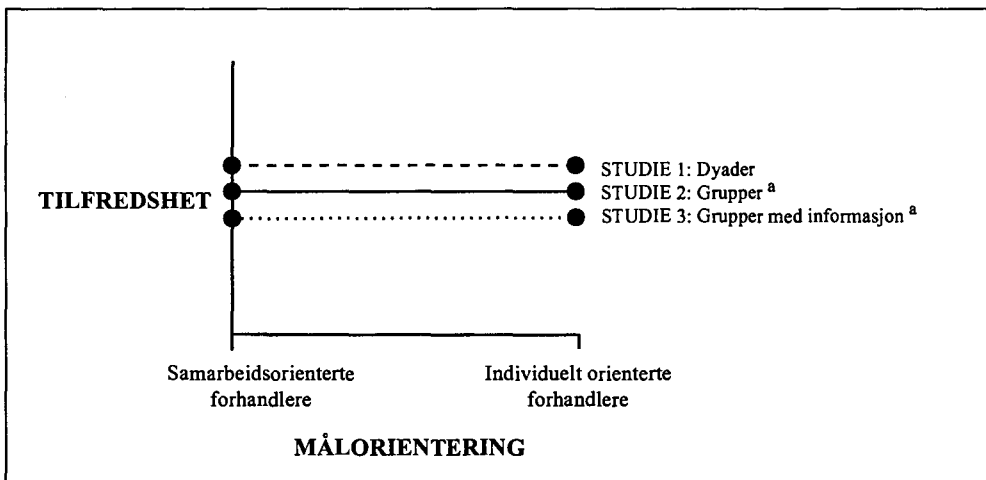 STUDIE 1: Dyader
TILFREDSHET
STUDIE 2: Grupper a
STUDIE 3: Grupper med informasjon a
Samarbeidsorienterte
forhandlere
Individuelt orienterte
forhandlere
MÅLORIENTERING